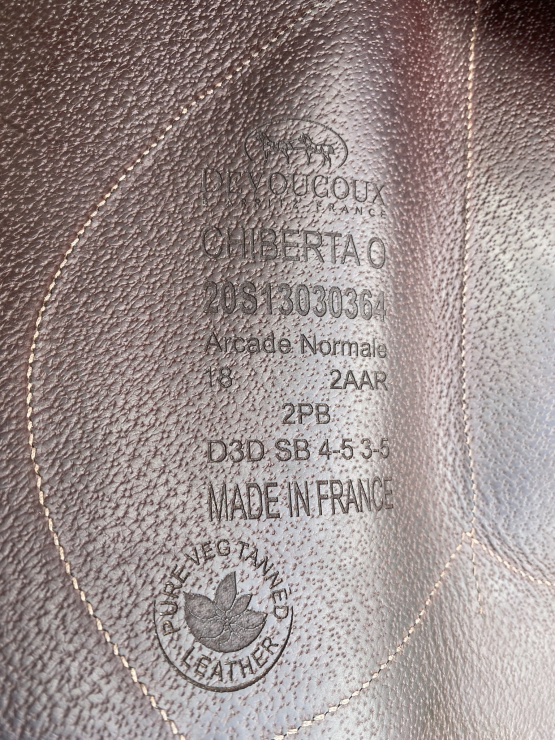 DEVOUCOUX
FRANCE
CHIBERTA O
20S13030364
Arcade Normale
18 2AAR
2PB
D3D SB 4-5 3-5
MADE IN FRANCE
PURE VEG TANNED
LEATHER